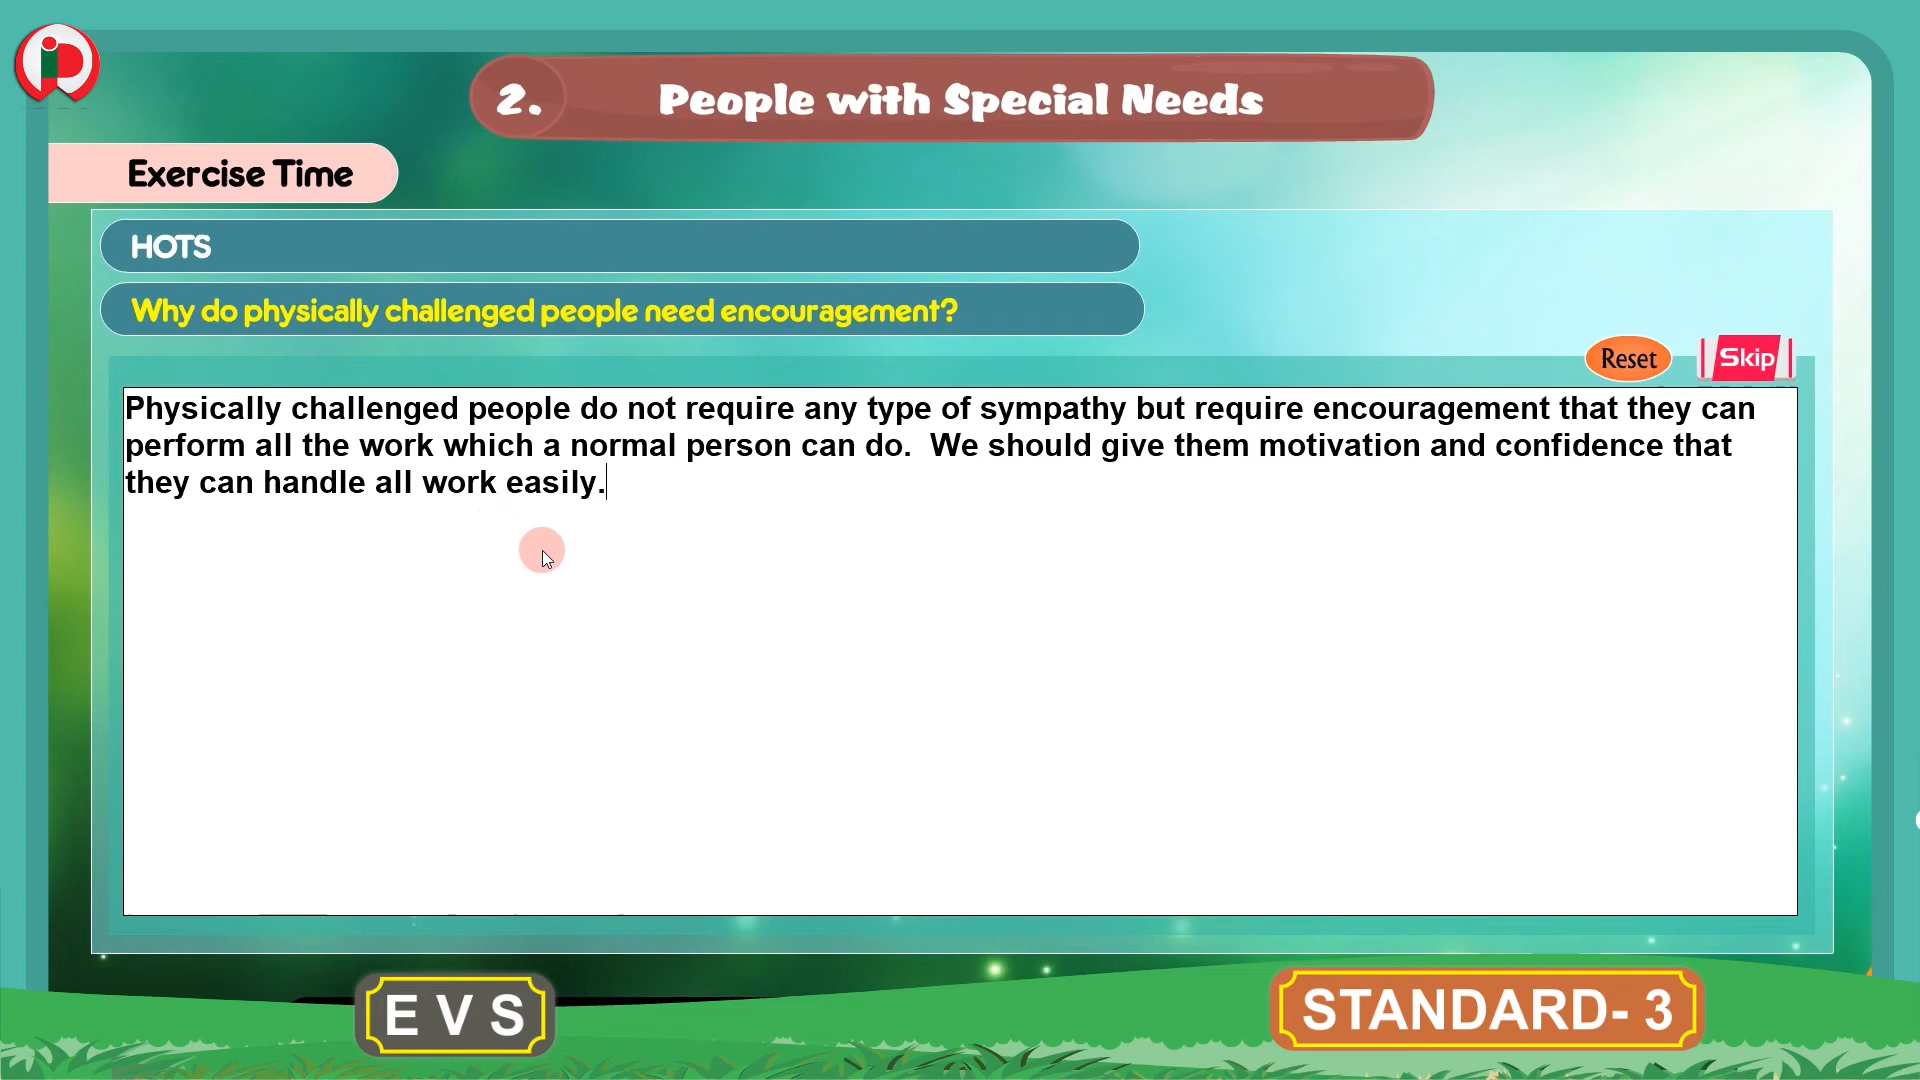 2. People with Special Needs
Exercise Time
HOTS
Why do physically challenged people need encouragement?
Reset Skip
Physically challenged people do not require any type of sympathy but require encouragement that they can
perform all the work which a normal person can do.  We should give them motivation and confidence that
they can handle all work easily.
E V S
STANDARD- 3